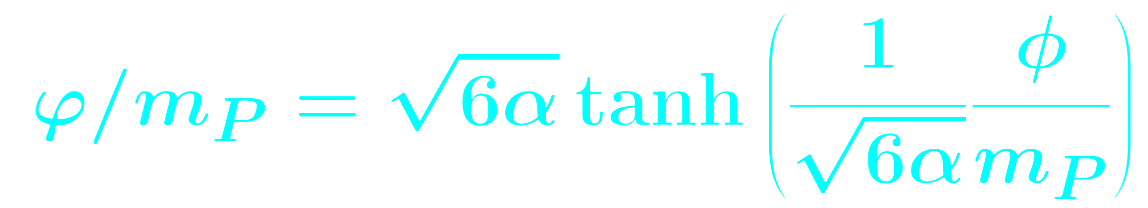 φ/m_P = √6α tanh (1/√6α ϕ/m_P)